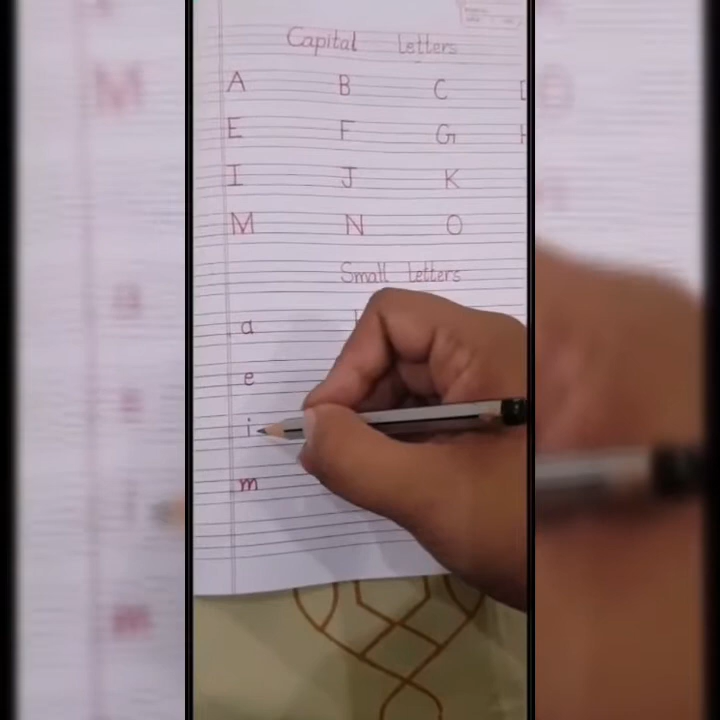 Capital Letters
A B C
E F G
I J K
M N O
Small Letters
a
e
i
m